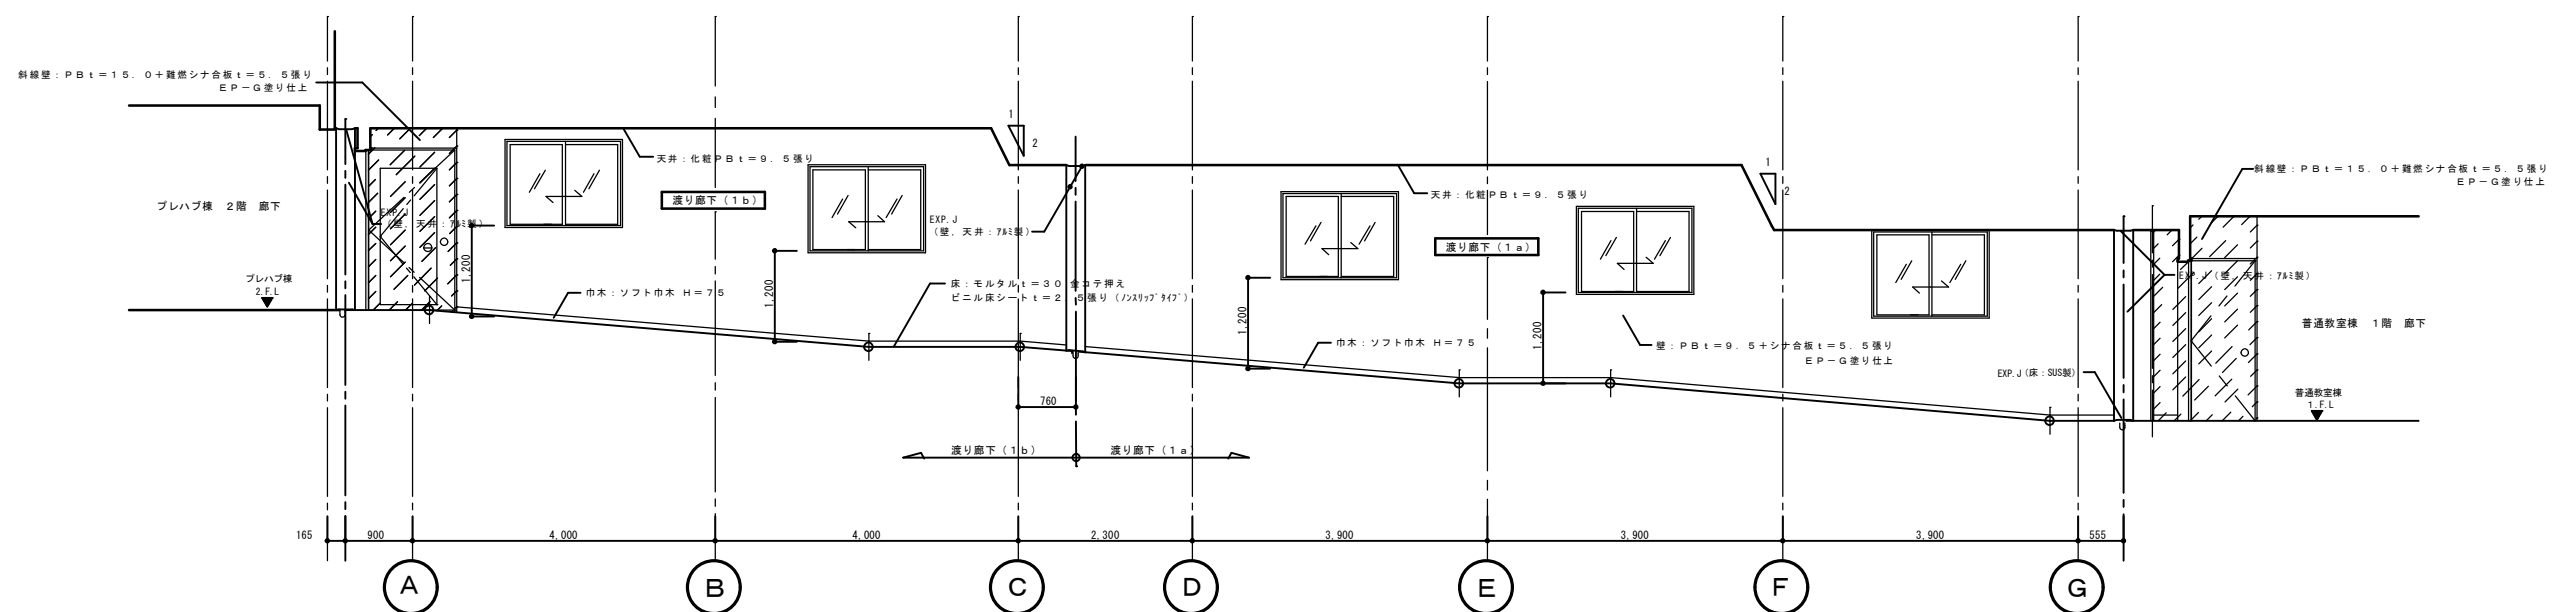 斜線壁：ＰＢｔ＝１５．０＋難燃シナ合板ｔ＝５．５張り
ＥＰ－Ｇ塗り仕上
プレハブ棟　２階　廊下
プレハブ棟
2.F.L
EXP.J
（壁，天井：ｱﾙﾐ製）
1,200
天井：化粧ＰＢｔ＝９．５張り
渡り廊下（１ｂ）
巾木：ソフト巾木 Ｈ＝７５
1,200
EXP.J
（壁，天井：ｱﾙﾐ製）
床：モルタルｔ＝３０ 金コテ押え
ビニル床シートｔ＝２．５張り（ﾉﾝｽﾘｯﾌﾟﾀｲﾌﾟ）
1
2
760
渡り廊下（１ｂ）
渡り廊下（１ａ）
天井：化粧ＰＢｔ＝９．５張り
渡り廊下（１ａ）
1,200
巾木：ソフト巾木 Ｈ＝７５
1,200
壁：ＰＢｔ＝９．５＋シナ合板ｔ＝５．５張り
ＥＰ－Ｇ塗り仕上
1
2
斜線壁：ＰＢｔ＝１５．０＋難燃シナ合板ｔ＝５．５張り
ＥＰ－Ｇ塗り仕上
EXP.J（壁，天井：ｱﾙﾐ製）
EXP.J（床：SUS製）
普通教室棟　１階　廊下
普通教室棟
1.F.L
165
900
4,000
4,000
2,300
3,900
3,900
3,900
555
A
B
C
D
E
F
G